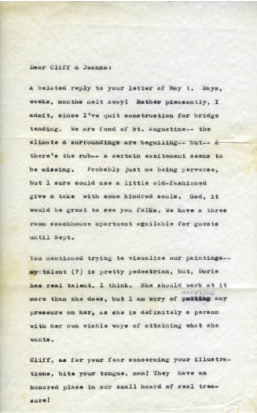 Dear Cliff & Joanna:
A belated reply to your letter of May 1. Days,
weeks, months melt away! Rather pleasantly, I
admit, since I've quit construction for bridge
tending. We are fond of St. Augustine-- the
climate & surroundings are beguiling-- but-- &
there's the rub-- a certain excitement seems to
be missing. Probably just me being perverse,
but I sure could use a little old-fashioned
give & take with some kindred souls. God, it
would be great to see you folks. We have a three
room coachhouse apartment available for guests
until Sept.
You mentioned trying to visualize our paintings--
my talent (?) is pretty pedestrian, but, Doris
has real talent, I think. She should work at it
more than she does, but I am wary of putting any
pressure on her, as she is definitely a person
with her own viable ways of attaining what she
wants.
Cliff, as for your fear concerning your illustra-
tions, bite your tongue, man! They have an
honored place in our small hoard of real trea-
sure!